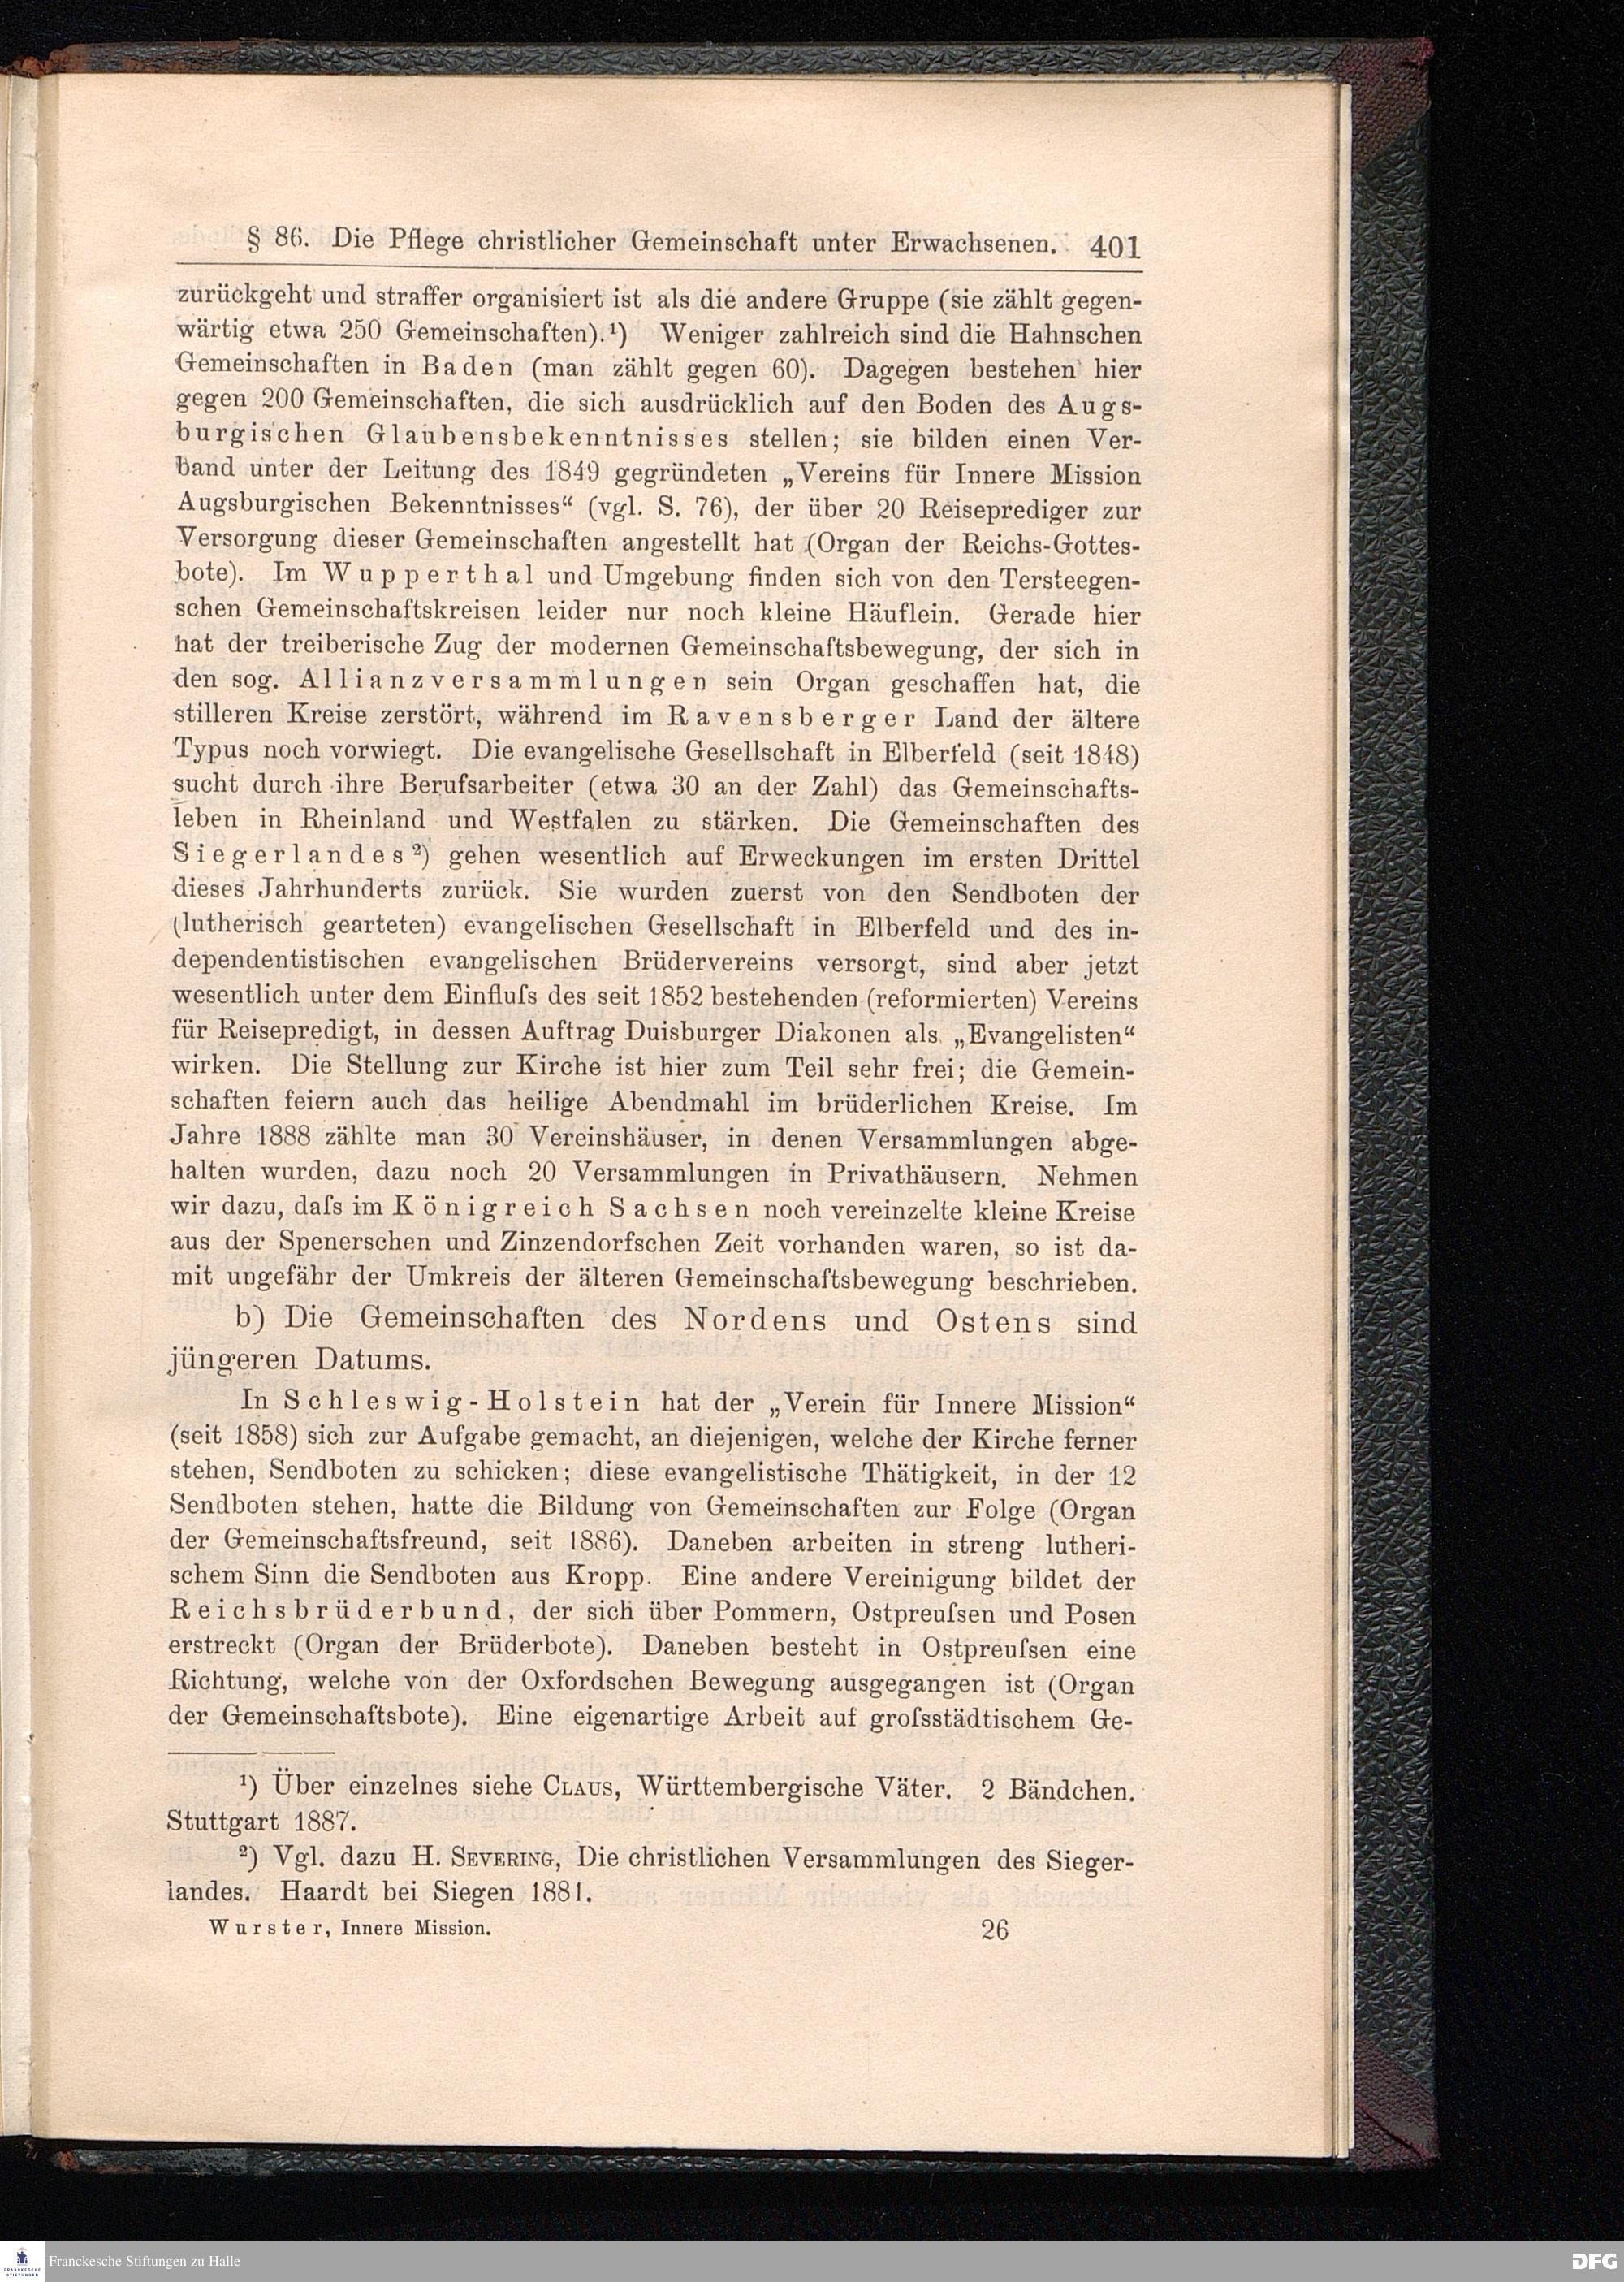 § 86. Die Pflege christlicher Gemeinschaft unter Erwachsenen. 401
zurückgeht und straffer organisiert ist als die andere Gruppe (sie zählt gegen-
wärtig etwa 250 Gemeinschaften).¹) Weniger zahlreich sind die Hahnschen
Gemeinschaften in Baden (man zählt gegen 60). Dagegen bestehen hier
gegen 200 Gemeinschaften, die sich ausdrücklich auf den Boden des Augs-
burgischen Glaubensbekenntnisses stellen; sie bilden einen Ver-
band unter der Leitung des 1849 gegründeten „Vereins für Innere Mission
Augsburgischen Bekenntnisses“ (vgl. S. 76), der über 20 Reiseprediger zur
Versorgung dieser Gemeinschaften angestellt hat (Organ der Reichs-Gottes-
bote). Im Wupperthal und Umgebung finden sich von den Tersteegen-
schen Gemeinschaftskreisen leider nur noch kleine Häuflein. Gerade hier
hat der treiberische Zug der modernen Gemeinschaftsbewegung, der sich in
den sog. Allianzversammlungen sein Organ geschaffen hat, die
stilleren Kreise zerstört, während im Ravensberger Land der ältere
Typus noch vorwiegt. Die evangelische Gesellschaft in Elberfeld (seit 1848)
sucht durch ihre Berufsarbeiter (etwa 30 an der Zahl) das Gemeinschafts-
leben in Rheinland und Westfalen zu stärken. Die Gemeinschaften des
Siegerlandes²) gehen wesentlich auf Erweckungen im ersten Drittel
dieses Jahrhunderts zurück. Sie wurden zuerst von den Sendboten der
(lutherisch gearteten) evangelischen Gesellschaft in Elberfeld und des in-
dependentistischen evangelischen Brüdervereins versorgt, sind aber jetzt
wesentlich unter dem Einfluſs des seit 1852 bestehenden (reformierten) Vereins
für Reisepredigt, in dessen Auftrag Duisburger Diakonen als „Evangelisten“
wirken. Die Stellung zur Kirche ist hier zum Teil sehr frei; die Gemein-
schaften feiern auch das heilige Abendmahl im brüderlichen Kreise. Im
Jahre 1888 zählte man 30 Vereinshäuser, in denen Versammlungen abge-
halten wurden, dazu noch 20 Versammlungen in Privathäusern. Nehmen
wir dazu, daſs im Königreich Sachsen noch vereinzelte kleine Kreise
aus der Spenerschen und Zinzendorfschen Zeit vorhanden waren, so ist da-
mit ungefähr der Umkreis der älteren Gemeinschaftsbewegung beschrieben.
b) Die Gemeinschaften des Nordens und Ostens sind
jüngeren Datums.
In Schleswig-Holstein hat der „Verein für Innere Mission“
(seit 1858) sich zur Aufgabe gemacht, an diejenigen, welche der Kirche ferner
stehen, Sendboten zu schicken; diese evangelistische Thätigkeit, in der 12
Sendboten stehen, hatte die Bildung von Gemeinschaften zur Folge (Organ
der Gemeinschaftsfreund, seit 1886). Daneben arbeiten in streng lutheri-
schem Sinn die Sendboten aus Kropp. Eine andere Vereinigung bildet der
Reichsbrüderbund, der sich über Pommern, Ostpreuſsen und Posen
erstreckt (Organ der Brüderbote). Daneben besteht in Ostpreuſsen eine
Richtung, welche von der Oxfordschen Bewegung ausgegangen ist (Organ
der Gemeinschaftsbote). Eine eigenartige Arbeit auf groſsstädtischem Ge-
¹) Über einzelnes siehe CLAUS, Württembergische Väter. 2 Bändchen.
Stuttgart 1887.
²) Vgl. dazu H. SEVERING, Die christlichen Versammlungen des Sieger-
landes. Haardt bei Siegen 1881.
Wurster, Innere Mission. 26
Franckesche Stiftungen zu Halle
DFG